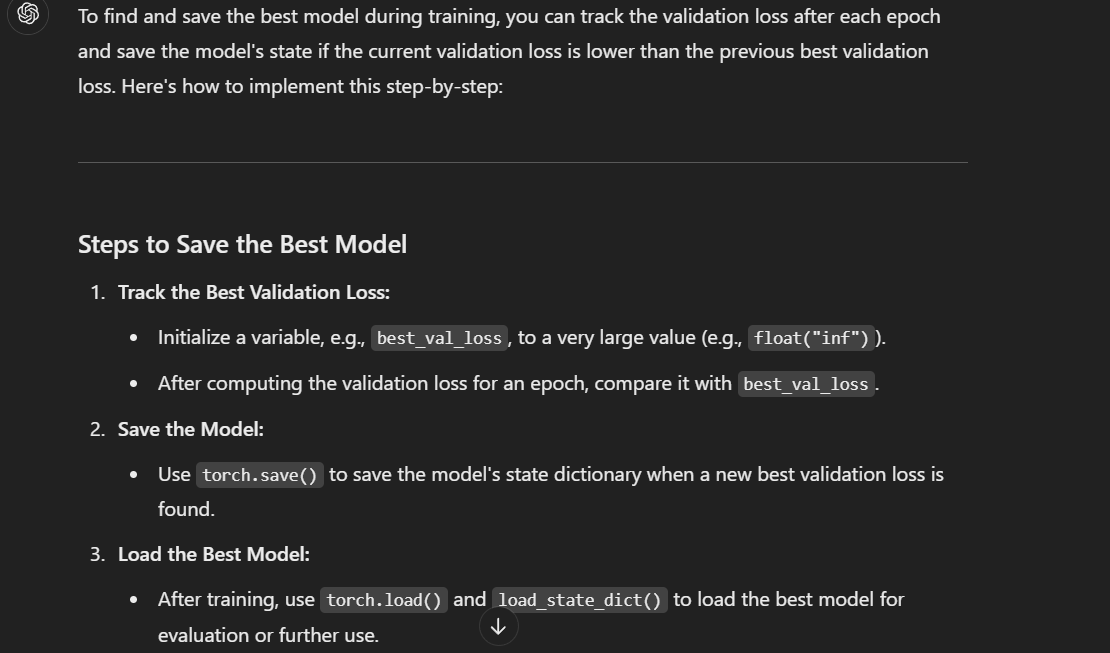 To find and save the best model during training, you can track the validation loss after each epoch
and save the model's state if the current validation loss is lower than the previous best validation
loss. Here's how to implement this step-by-step:
Steps to Save the Best Model
1. Track the Best Validation Loss:
• Initialize a variable, e.g., best_val_loss, to a very large value (e.g., float("inf")).
• After computing the validation loss for an epoch, compare it with best_val_loss.
2. Save the Model:
• Use torch.save() to save the model's state dictionary when a new best validation loss is
found.
3. Load the Best Model:
• After training, use torch.load() and load_state_dict() to load the best model for
evaluation or further use.